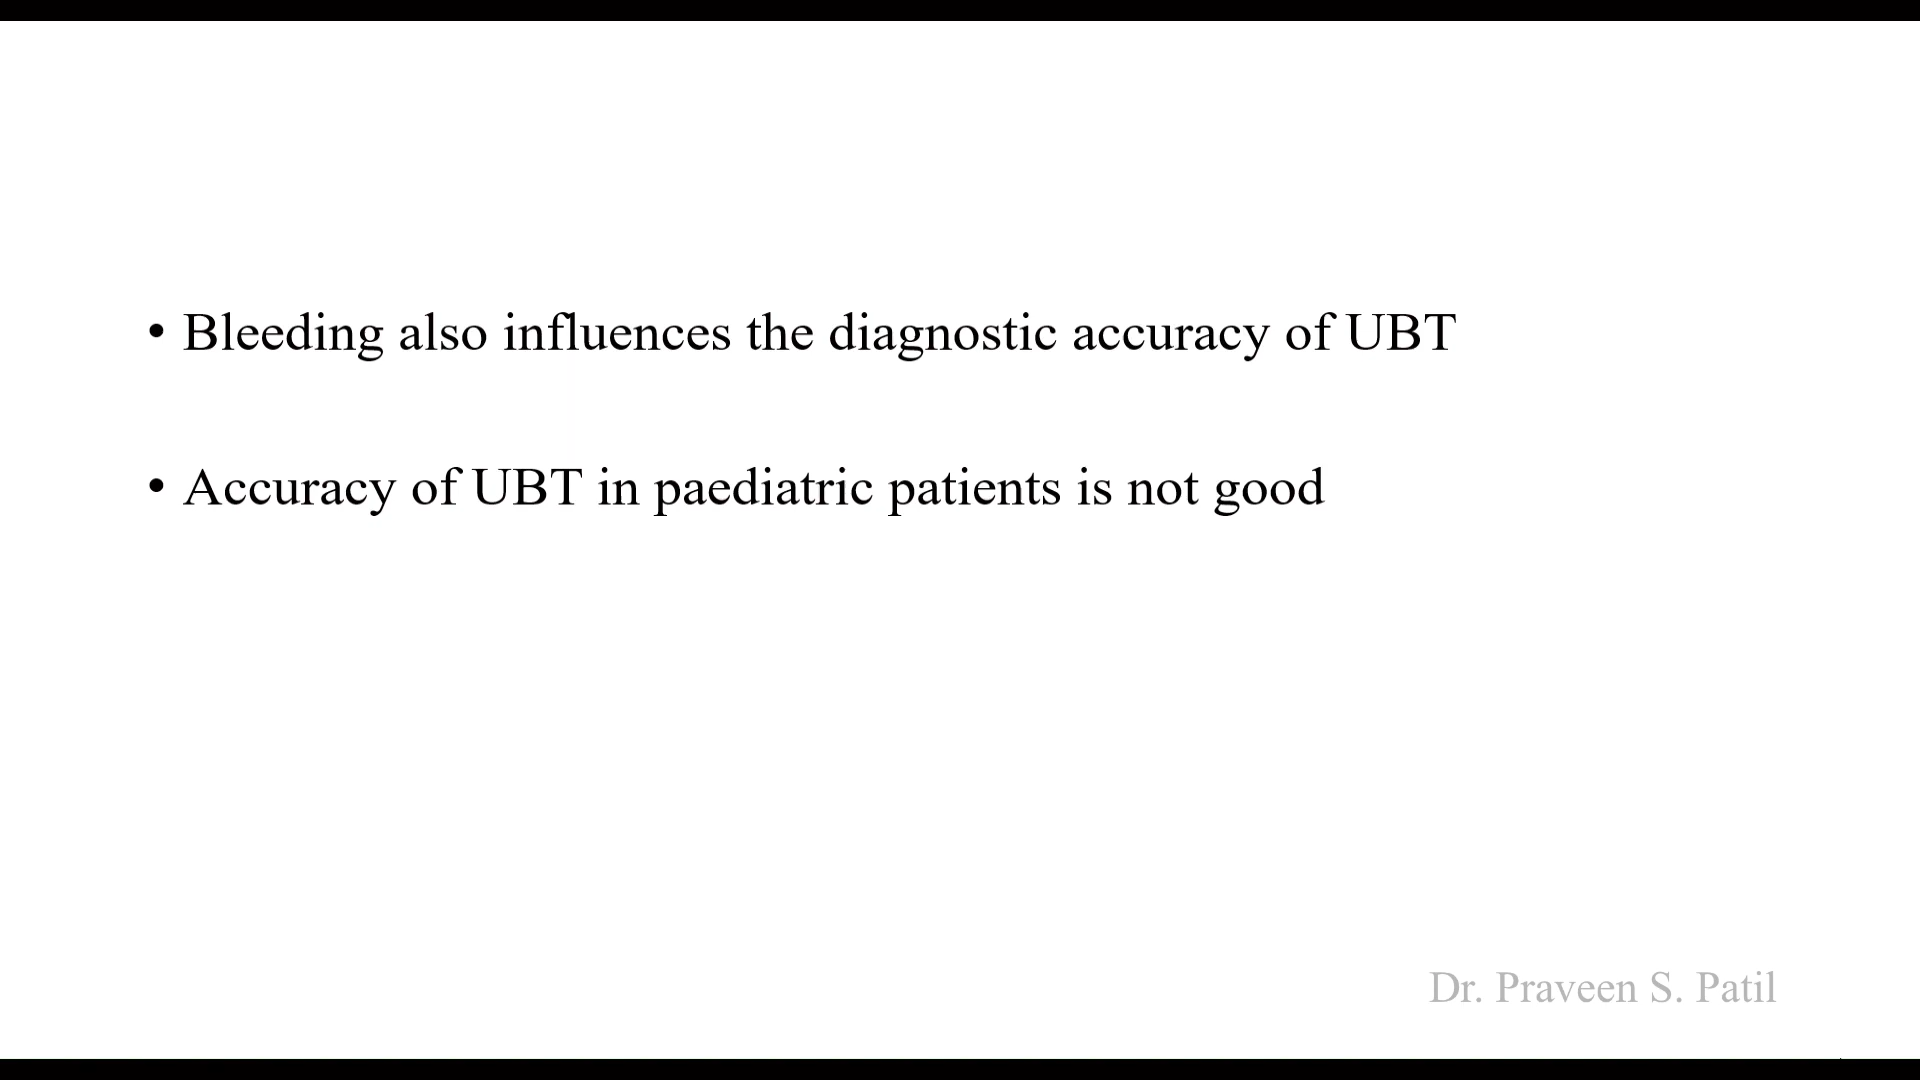 • Bleeding also influences the diagnostic accuracy of UBT
• Accuracy of UBT in paediatric patients is not good
Dr. Praveen S. Patil